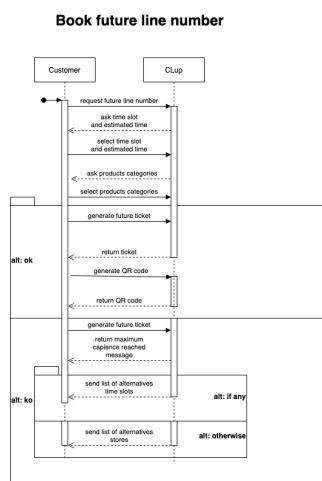 Book future line number
Customer
CLup
request future line number
ask time slot
and estimated time
select time slot
and estimated time
ask products categories
select products categories
generate future ticket
return ticket
alt: ok
generate QR code
return QR code
generate future ticket
return maximum
capience reached
message
send list of alternatives
time slots
alt: if any
alt: ko
send list of alternatives
stores
alt: otherwise